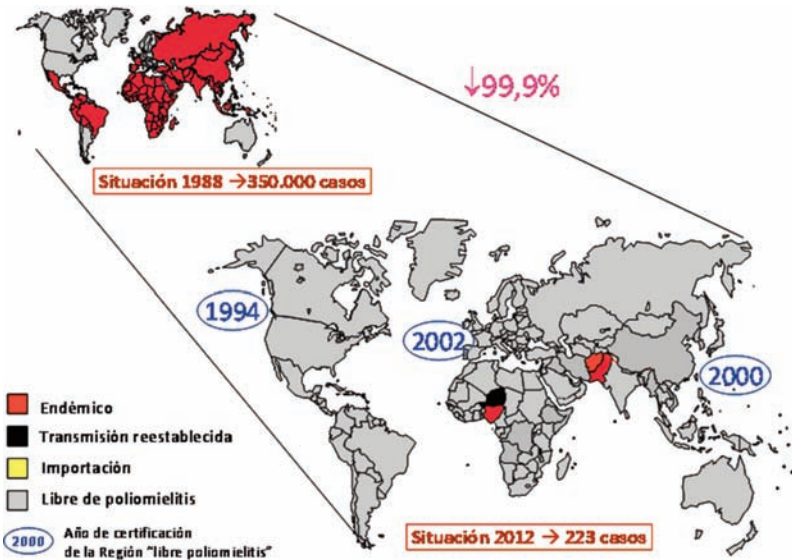 ↓99,9%
Situación 1988 →350.000 casos
1994
2002
2000
Endémico
Transmisión reestablecida
Importación
Libre de poliomielitis
2000 Año de certificación
de la Región "libre poliomielitis"
Situación 2012 → 223 casos